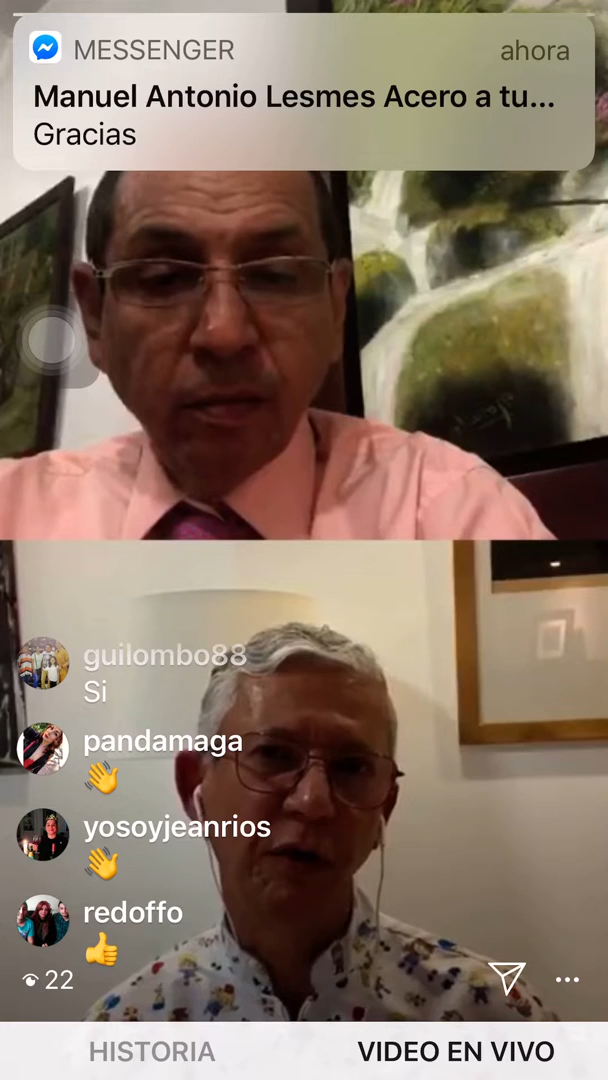 MESSENGER
ahora
Manuel Antonio Lesmes Acero a tu...
Gracias
guilombo88
Si
pandamaga
👋
yosoyjeanrios
👋
redoffo
👍
22
HISTORIA
VIDEO EN VIVO